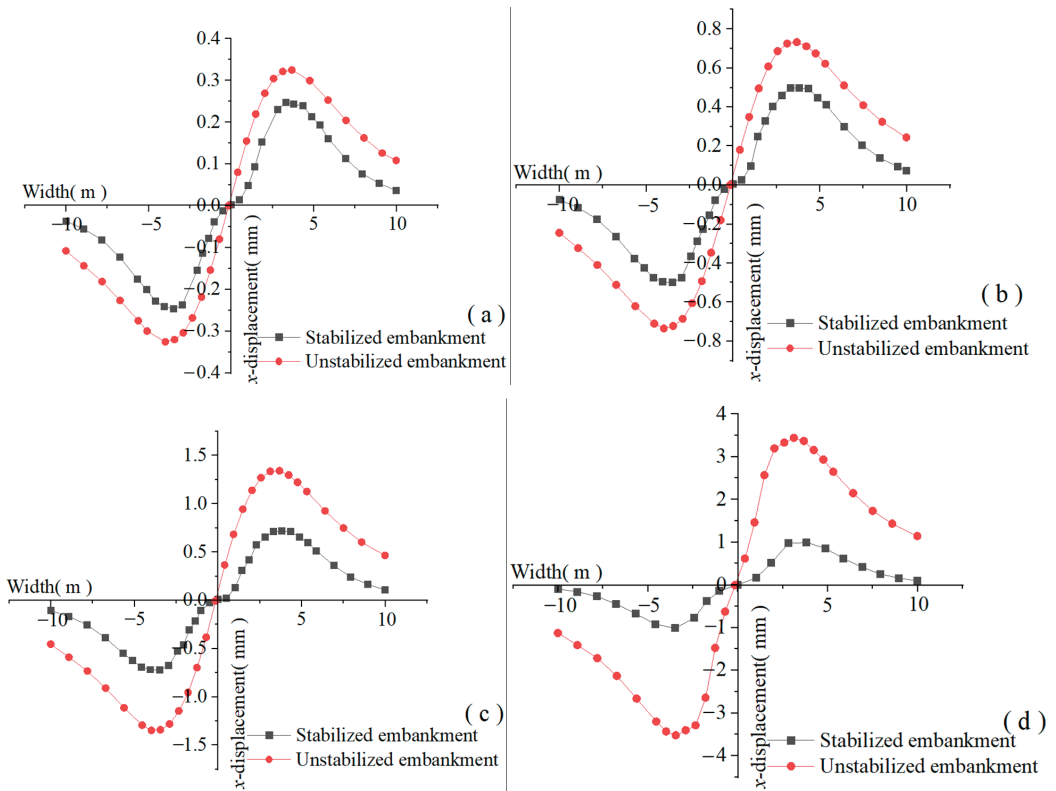 0.4
0.3
0.2
0.1
0.0
−0.1
−0.2
−0.3
−0.4
−10
−5
5
10
Width( m )
x-displacement( mm )
( a )
Stabilized embankment
Unstabilized embankment
0.8
0.6
0.4
0.2
0.0
−0.2
−0.4
−0.6
−0.8
−10
−5
5
10
Width( m )
x-displacement( mm )
( b )
Stabilized embankment
Unstabilized embankment
1.5
1.0
0.5
0.0
−0.5
−1.0
−1.5
−10
−5
5
10
Width( m )
x-displacement( mm )
( c )
Stabilized embankment
Unstabilized embankment
4
3
2
1
0
−1
−2
−3
−4
−10
−5
5
10
Width( m )
x-displacement( mm )
( d )
Stabilized embankment
Unstabilized embankment